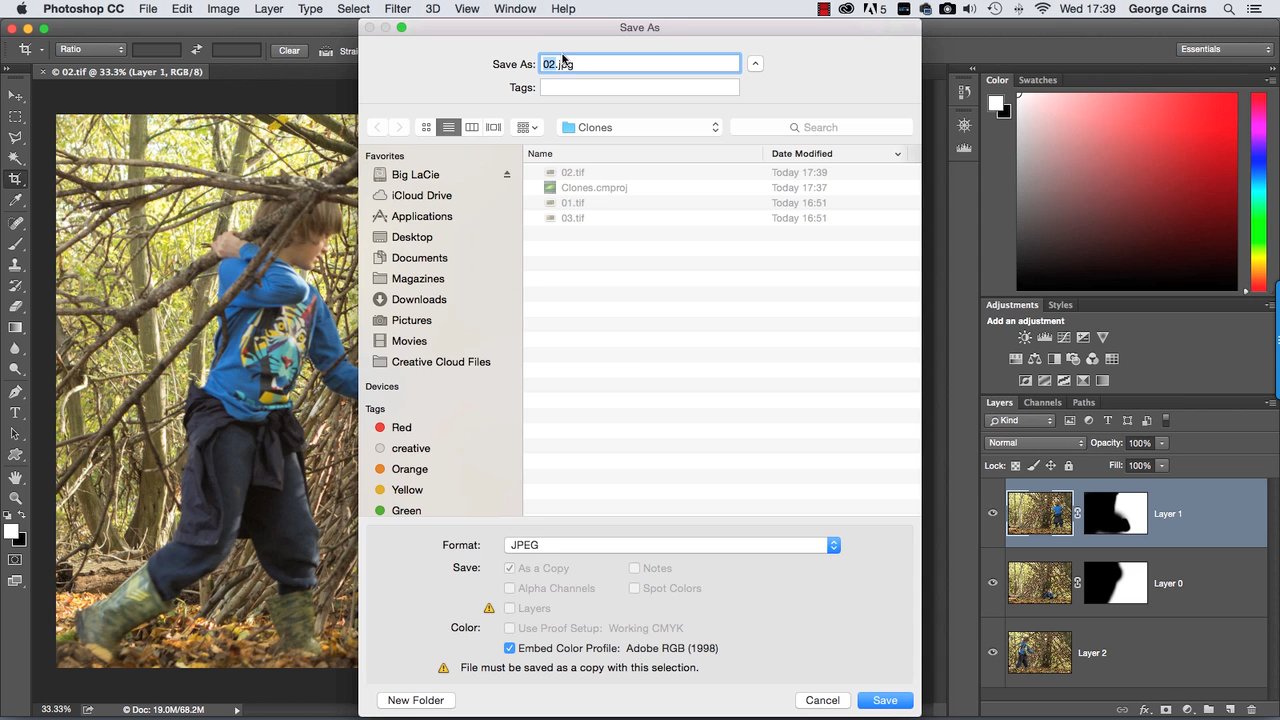 Photoshop CC File Edit Image Layer Type Select Filter 3D View Window Help 5 Wed 17:39 George Cairns
Save As
Ratio Clear Essentials
Save As: 02.jpg
Tags:
× © 02.tif @ 33.3% (Layer 1, RGB/8)
Clones Search
Favorites
Big LaCie
iCloud Drive
Applications
Desktop
Documents
Magazines
Downloads
Pictures
Movies
Creative Cloud Files
Devices
Tags
Red
creative
Orange
Yellow
Green
Name Date Modified
02.tif Today 17:39
Clones.cmproj Today 17:37
01.tif Today 16:51
03.tif Today 16:51
Format: JPEG
Save: As a Copy Notes
Alpha Channels Spot Colors
Layers
Color: Use Proof Setup: Working CMYK
Embed Color Profile: Adobe RGB (1998)
File must be saved as a copy with this selection.
New Folder Cancel Save
Color Swatches
Adjustments Styles
Add an adjustment
Layers Channels Paths
Kind
Normal Opacity: 100%
Lock: Fill: 100%
Layer 1
Layer 0
Layer 2
33.33% Doc: 19.0M/68.2M